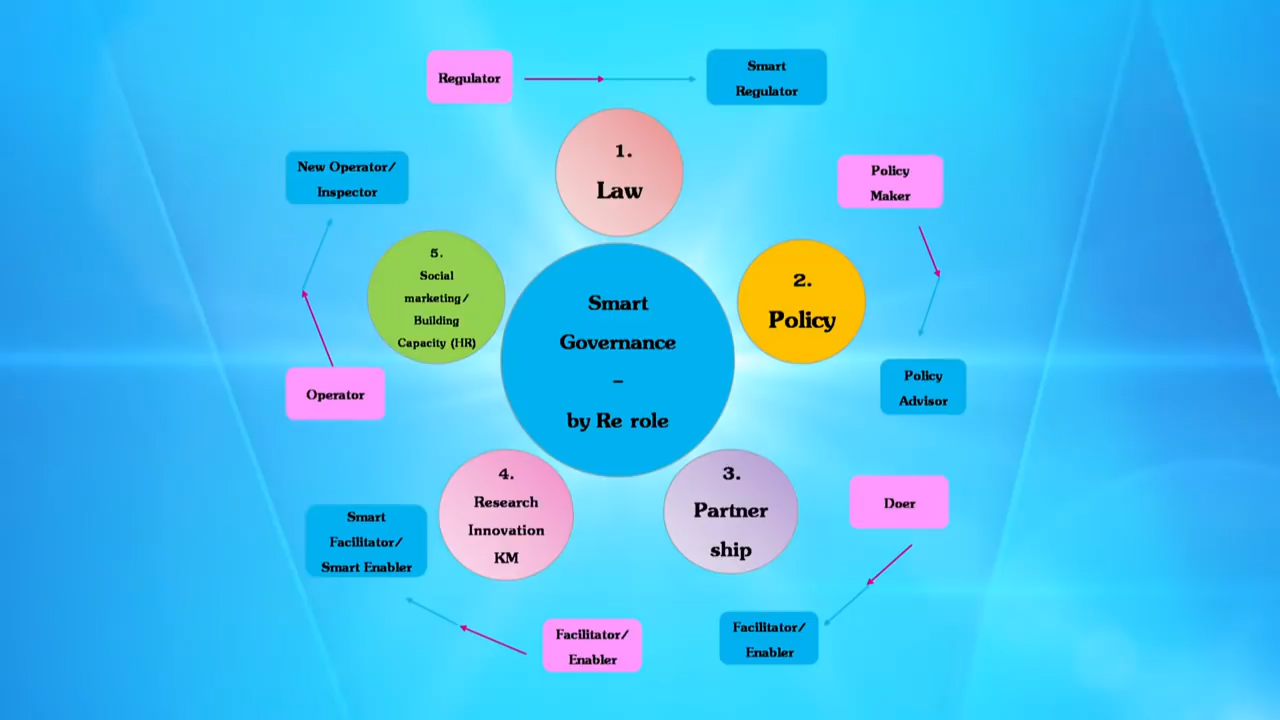 Regulator
Smart
Regulator
1.
Law
New Operator/
Inspector
Policy
Maker
5.
Social
marketing/
Building
Capacity (HR)
Smart
Governance
–
by Re role
2.
Policy
Operator
Policy
Advisor
4.
Research
Innovation
KM
3.
Partner
ship
Doer
Smart
Facilitator/
Smart Enabler
Facilitator/
Enabler
Facilitator/
Enabler